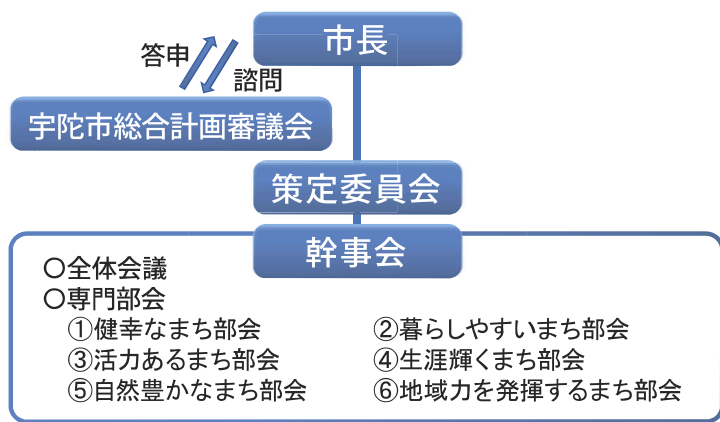 市長
答申
諮問
宇陀市総合計画審議会
策定委員会
幹事会
○全体会議
○専門部会
①健幸なまち部会
②暮らしやすいまち部会
③活力あるまち部会
④生涯輝くまち部会
⑤自然豊かなまち部会
⑥地域力を発揮するまち部会